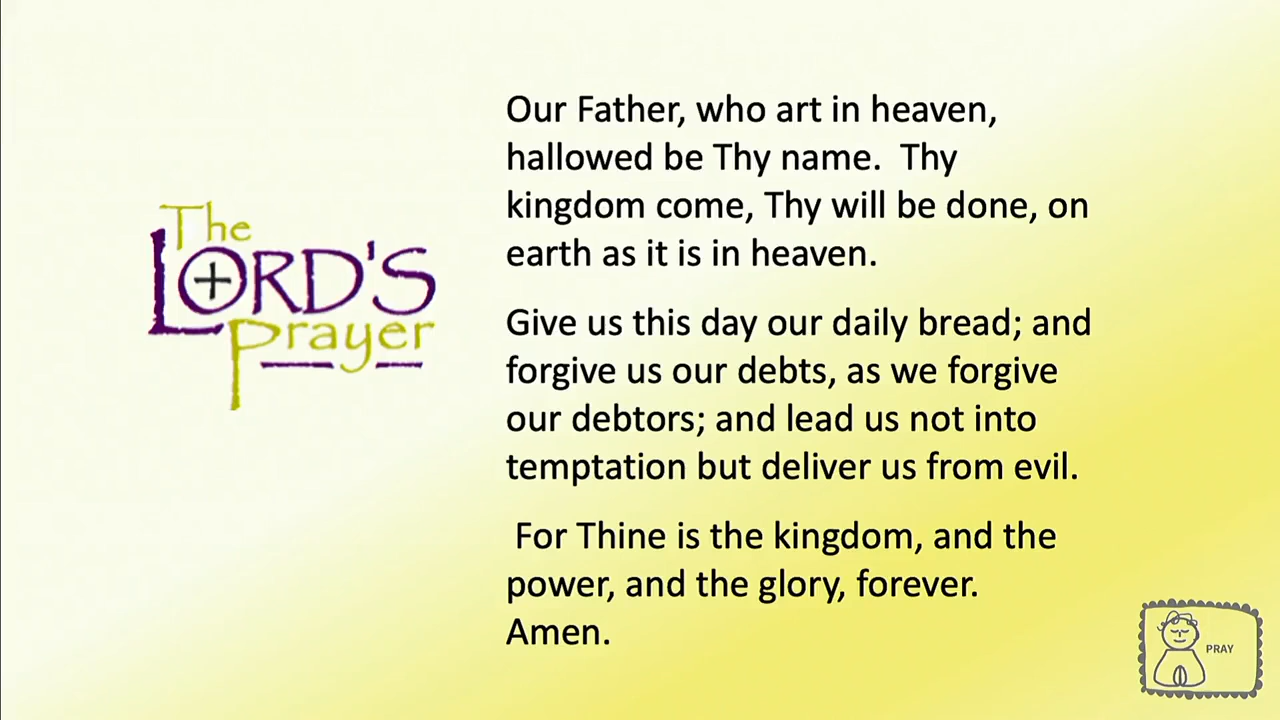 The
LORD'S
Prayer
Our Father, who art in heaven,
hallowed be Thy name.  Thy
kingdom come, Thy will be done, on
earth as it is in heaven.
Give us this day our daily bread; and
forgive us our debts, as we forgive
our debtors; and lead us not into
temptation but deliver us from evil.
For Thine is the kingdom, and the
power, and the glory, forever.
Amen.
PRAY